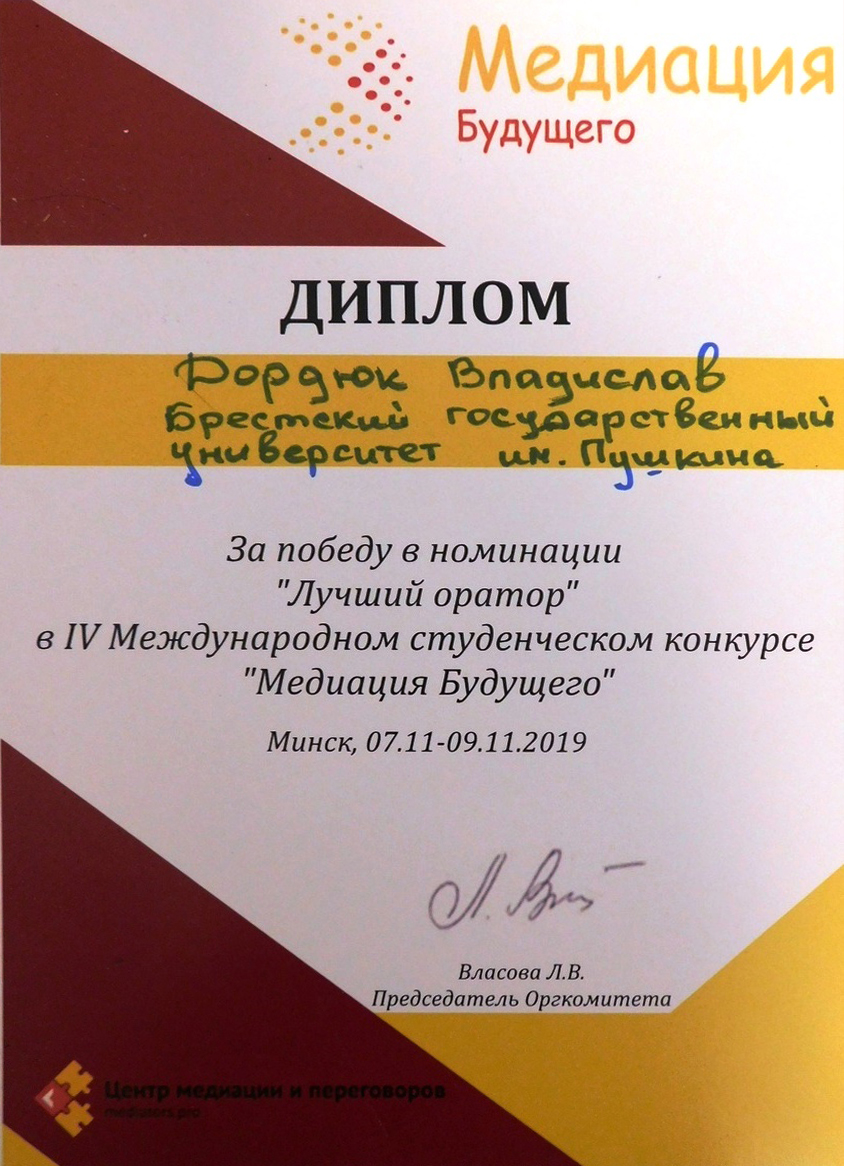 Медиация
Будущего
ДИПЛОМ
Дордюк Владислав
Брестский государственный
университет им. Пушкина
За победу в номинации
"Лучший оратор"
в IV Международном студенческом конкурсе
"Медиация Будущего"
Минск, 07.11-09.11.2019
Власова Л.В.
Председатель Оргкомитета
Центр медиации и переговоров
mediators.pro